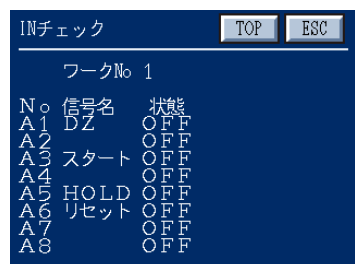 INチェック TOP ESC
ワークNo 1
No 信号名 状態
A1 DZ OFF
A2 OFF
A3 スタート OFF
A4 OFF
A5 HOLD OFF
A6 リセット OFF
A7 OFF
A8 OFF